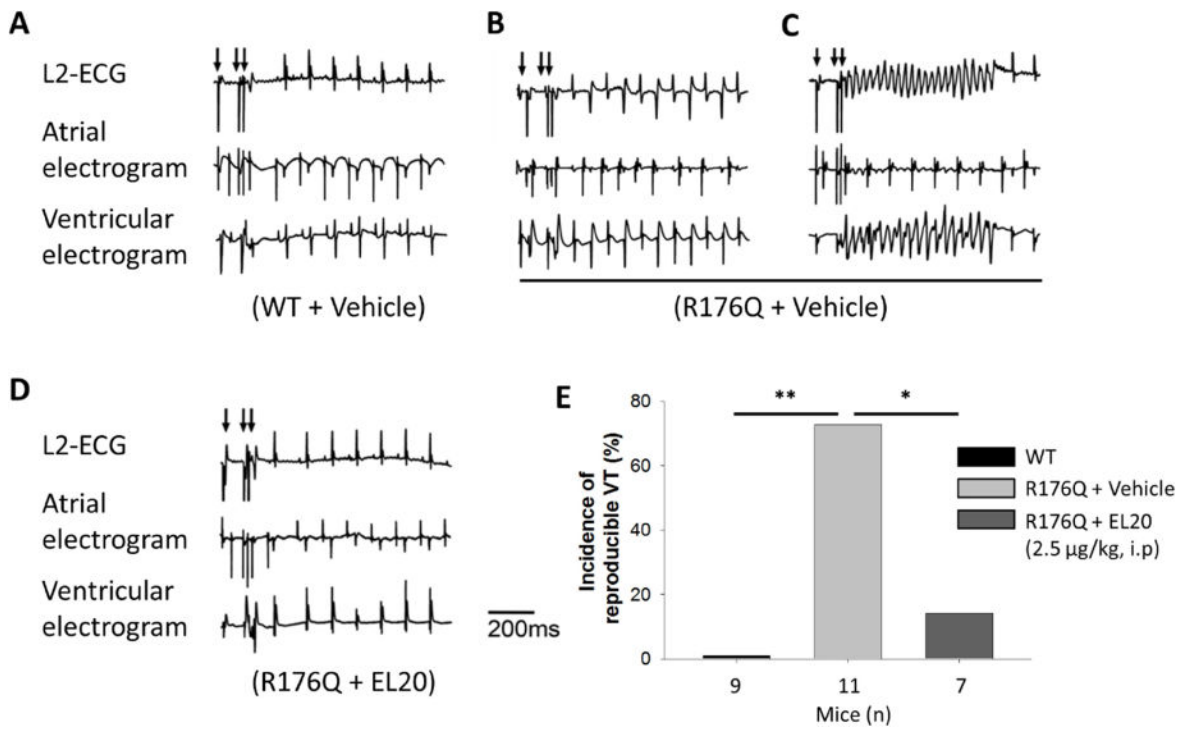 A
B
C
L2-ECG
Atrial
electrogram
Ventricular
electrogram
(WT + Vehicle)
(R176Q + Vehicle)
D
L2-ECG
Atrial
electrogram
Ventricular
electrogram
200ms
(R176Q + EL20)
E
Incidence of
reproducible VT (%)
80
60
40
20
0
**
*
9
11
7
Mice (n)
WT
R176Q + Vehicle
R176Q + EL20
(2.5 µg/kg, i.p)